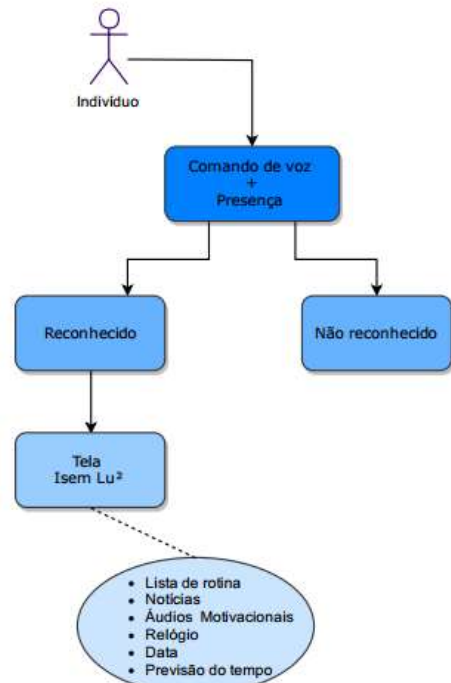 Indivíduo
Comando de voz
+
Presença
Reconhecido
Não reconhecido
Tela
Isem Lu²
• Lista de rotina
• Notícias
• Áudios Motivacionais
• Relógio
• Data
• Previsão do tempo